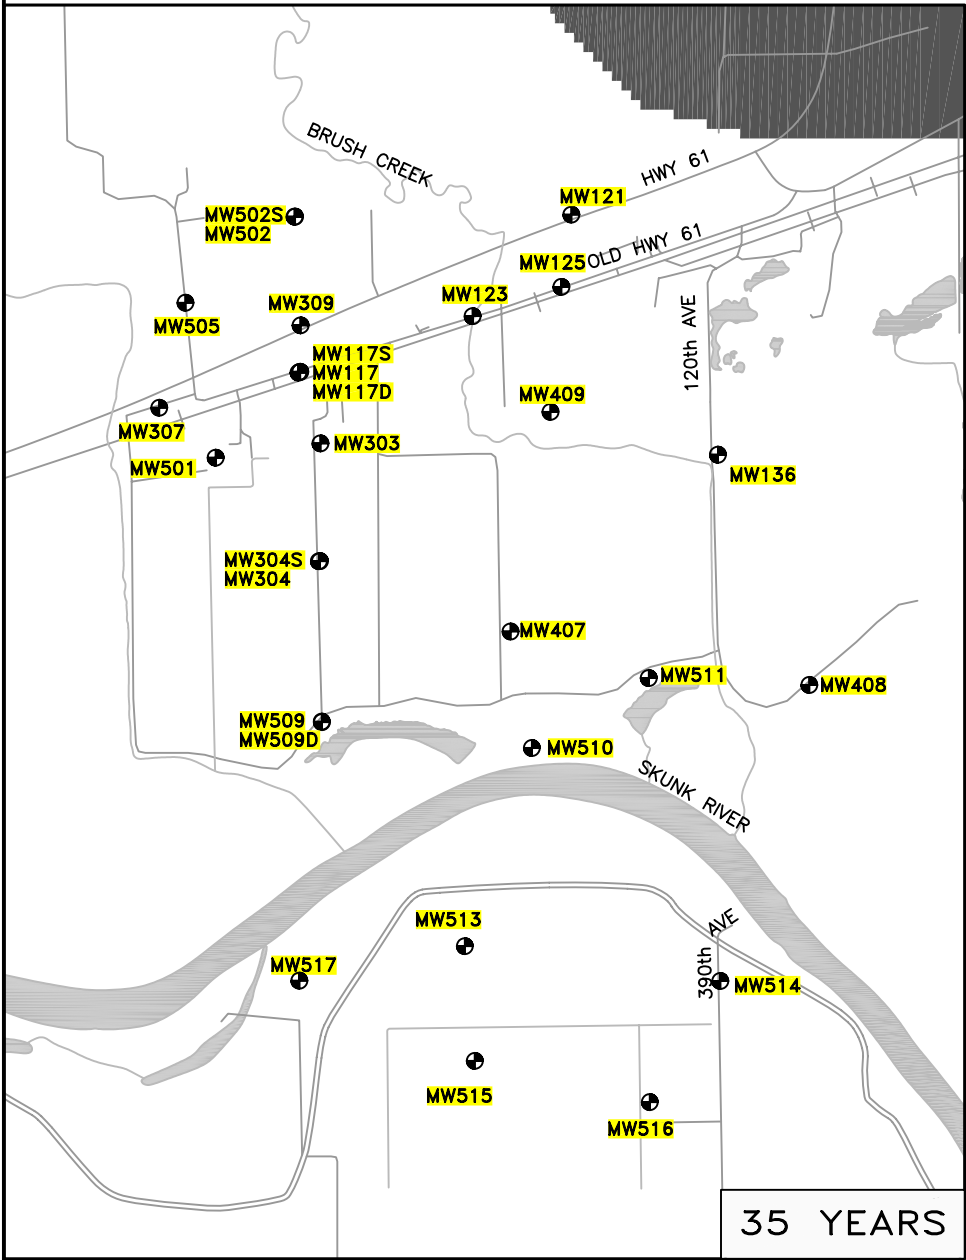 BRUSH CREEK
HWY 61
MW121
MW502S
MW502
OLD HWY 61
MW125
MW123
MW309
MW505
120th AVE
MW117S
MW117
MW117D
MW409
MW307
MW303
MW501
MW136
MW304S
MW304
MW407
MW511
MW408
MW509
MW509D
MW510
SKUNK RIVER
MW513
390th AVE
MW517
MW514
MW515
MW516
35 YEARS